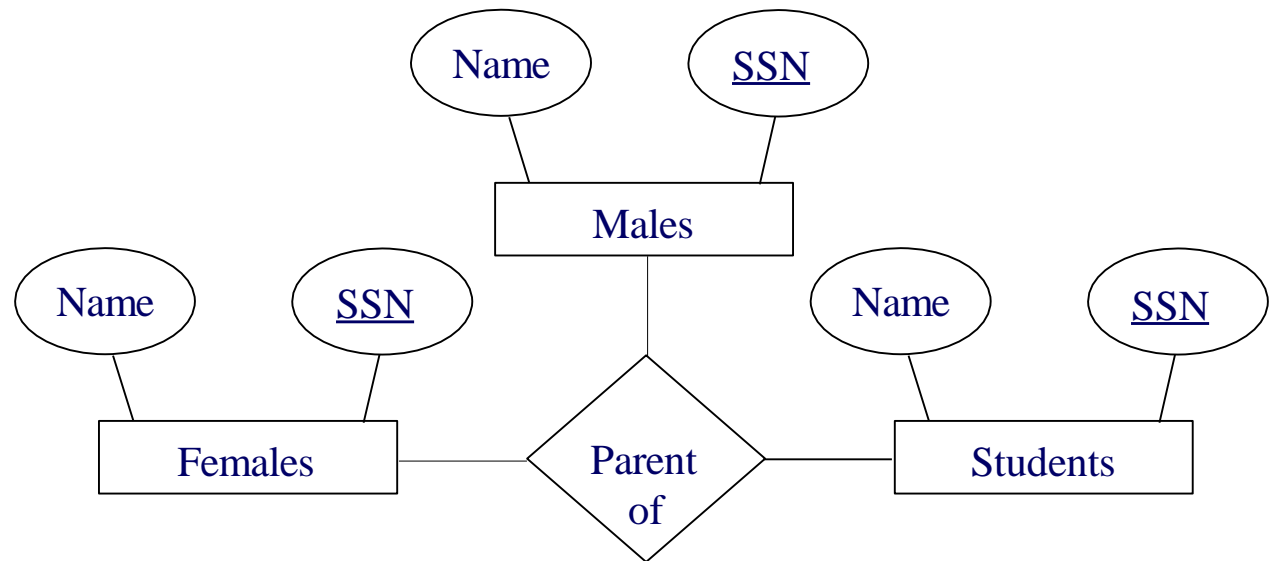 Name
SSN
Males
Name
SSN
Name
SSN
Females
Parent
of
Students